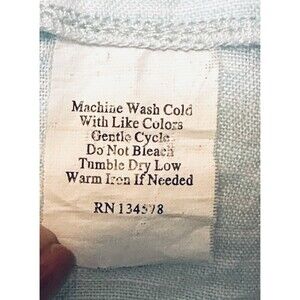 Machine Wash Cold
With Like Colors
Gentle Cycle
Do Not Bleach
Tumble Dry Low
Warm Iron If Needed
RN 134578